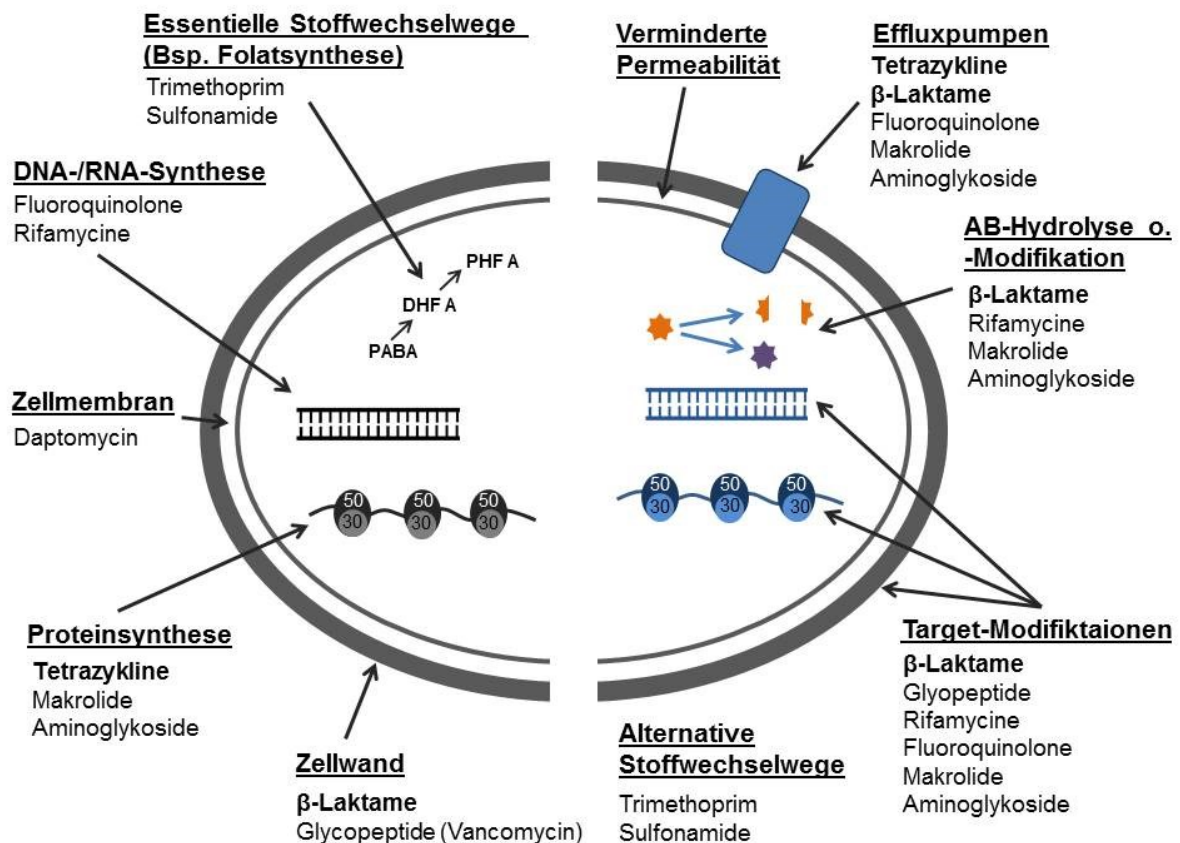 Essentielle Stoffwechselwege
(Bsp. Folatsynthese)
Trimethoprim
Sulfonamide
DNA-/RNA-Synthese
Fluoroquinolone
Rifamycine
PHFA
DHFA
PABA
Zellmembran
Daptomycin
50
30
50
30
50
30
Proteinsynthese
Tetrazykline
Makrolide
Aminoglykoside
Zellwand
β-Laktame
Glycopeptide (Vancomycin)
Verminderte
Permeabilität
Effluxpumpen
Tetrazykline
β-Laktame
Fluoroquinolone
Makrolide
Aminoglykoside
AB-Hydrolyse o.
-Modifikation
β-Laktame
Rifamycine
Makrolide
Aminoglykoside
50
30
50
30
50
30
Target-Modifiktaionen
β-Laktame
Glyopeptide
Rifamycine
Fluoroquinolone
Makrolide
Aminoglykoside
Alternative
Stoffwechselwege
Trimethoprim
Sulfonamide